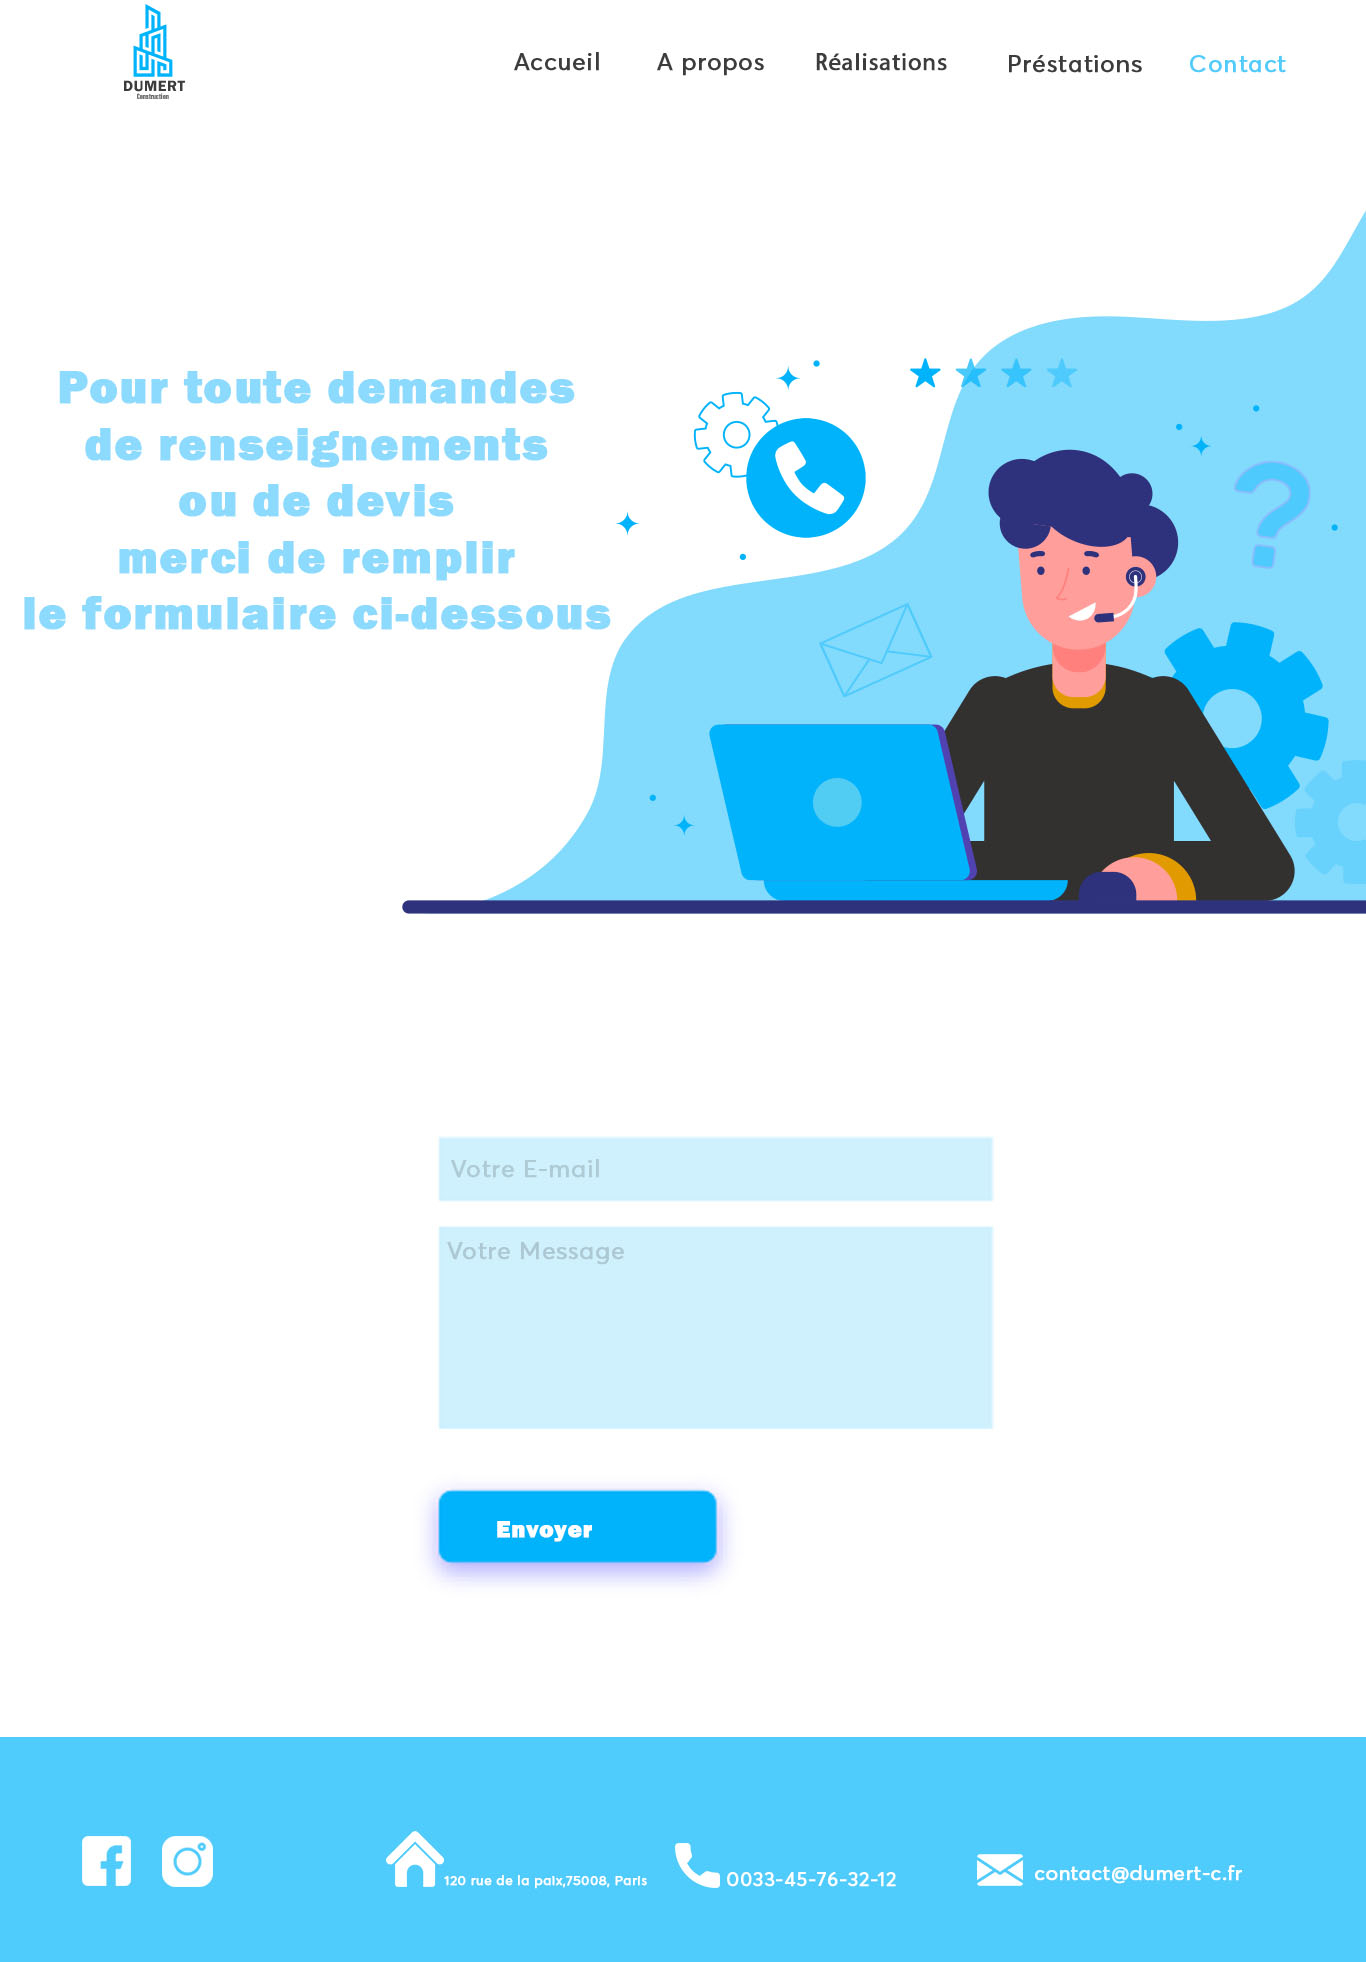 DUMERT
Construction
Accueil
A propos
Réalisations
Préstations
Contact
Pour toute demandes
de renseignements
ou de devis
merci de remplir
le formulaire ci-dessous
?
Votre E-mail
Votre Message
Envoyer
120 rue de la paix,75008, Paris
0033-45-76-32-12
contact@dumert-c.fr